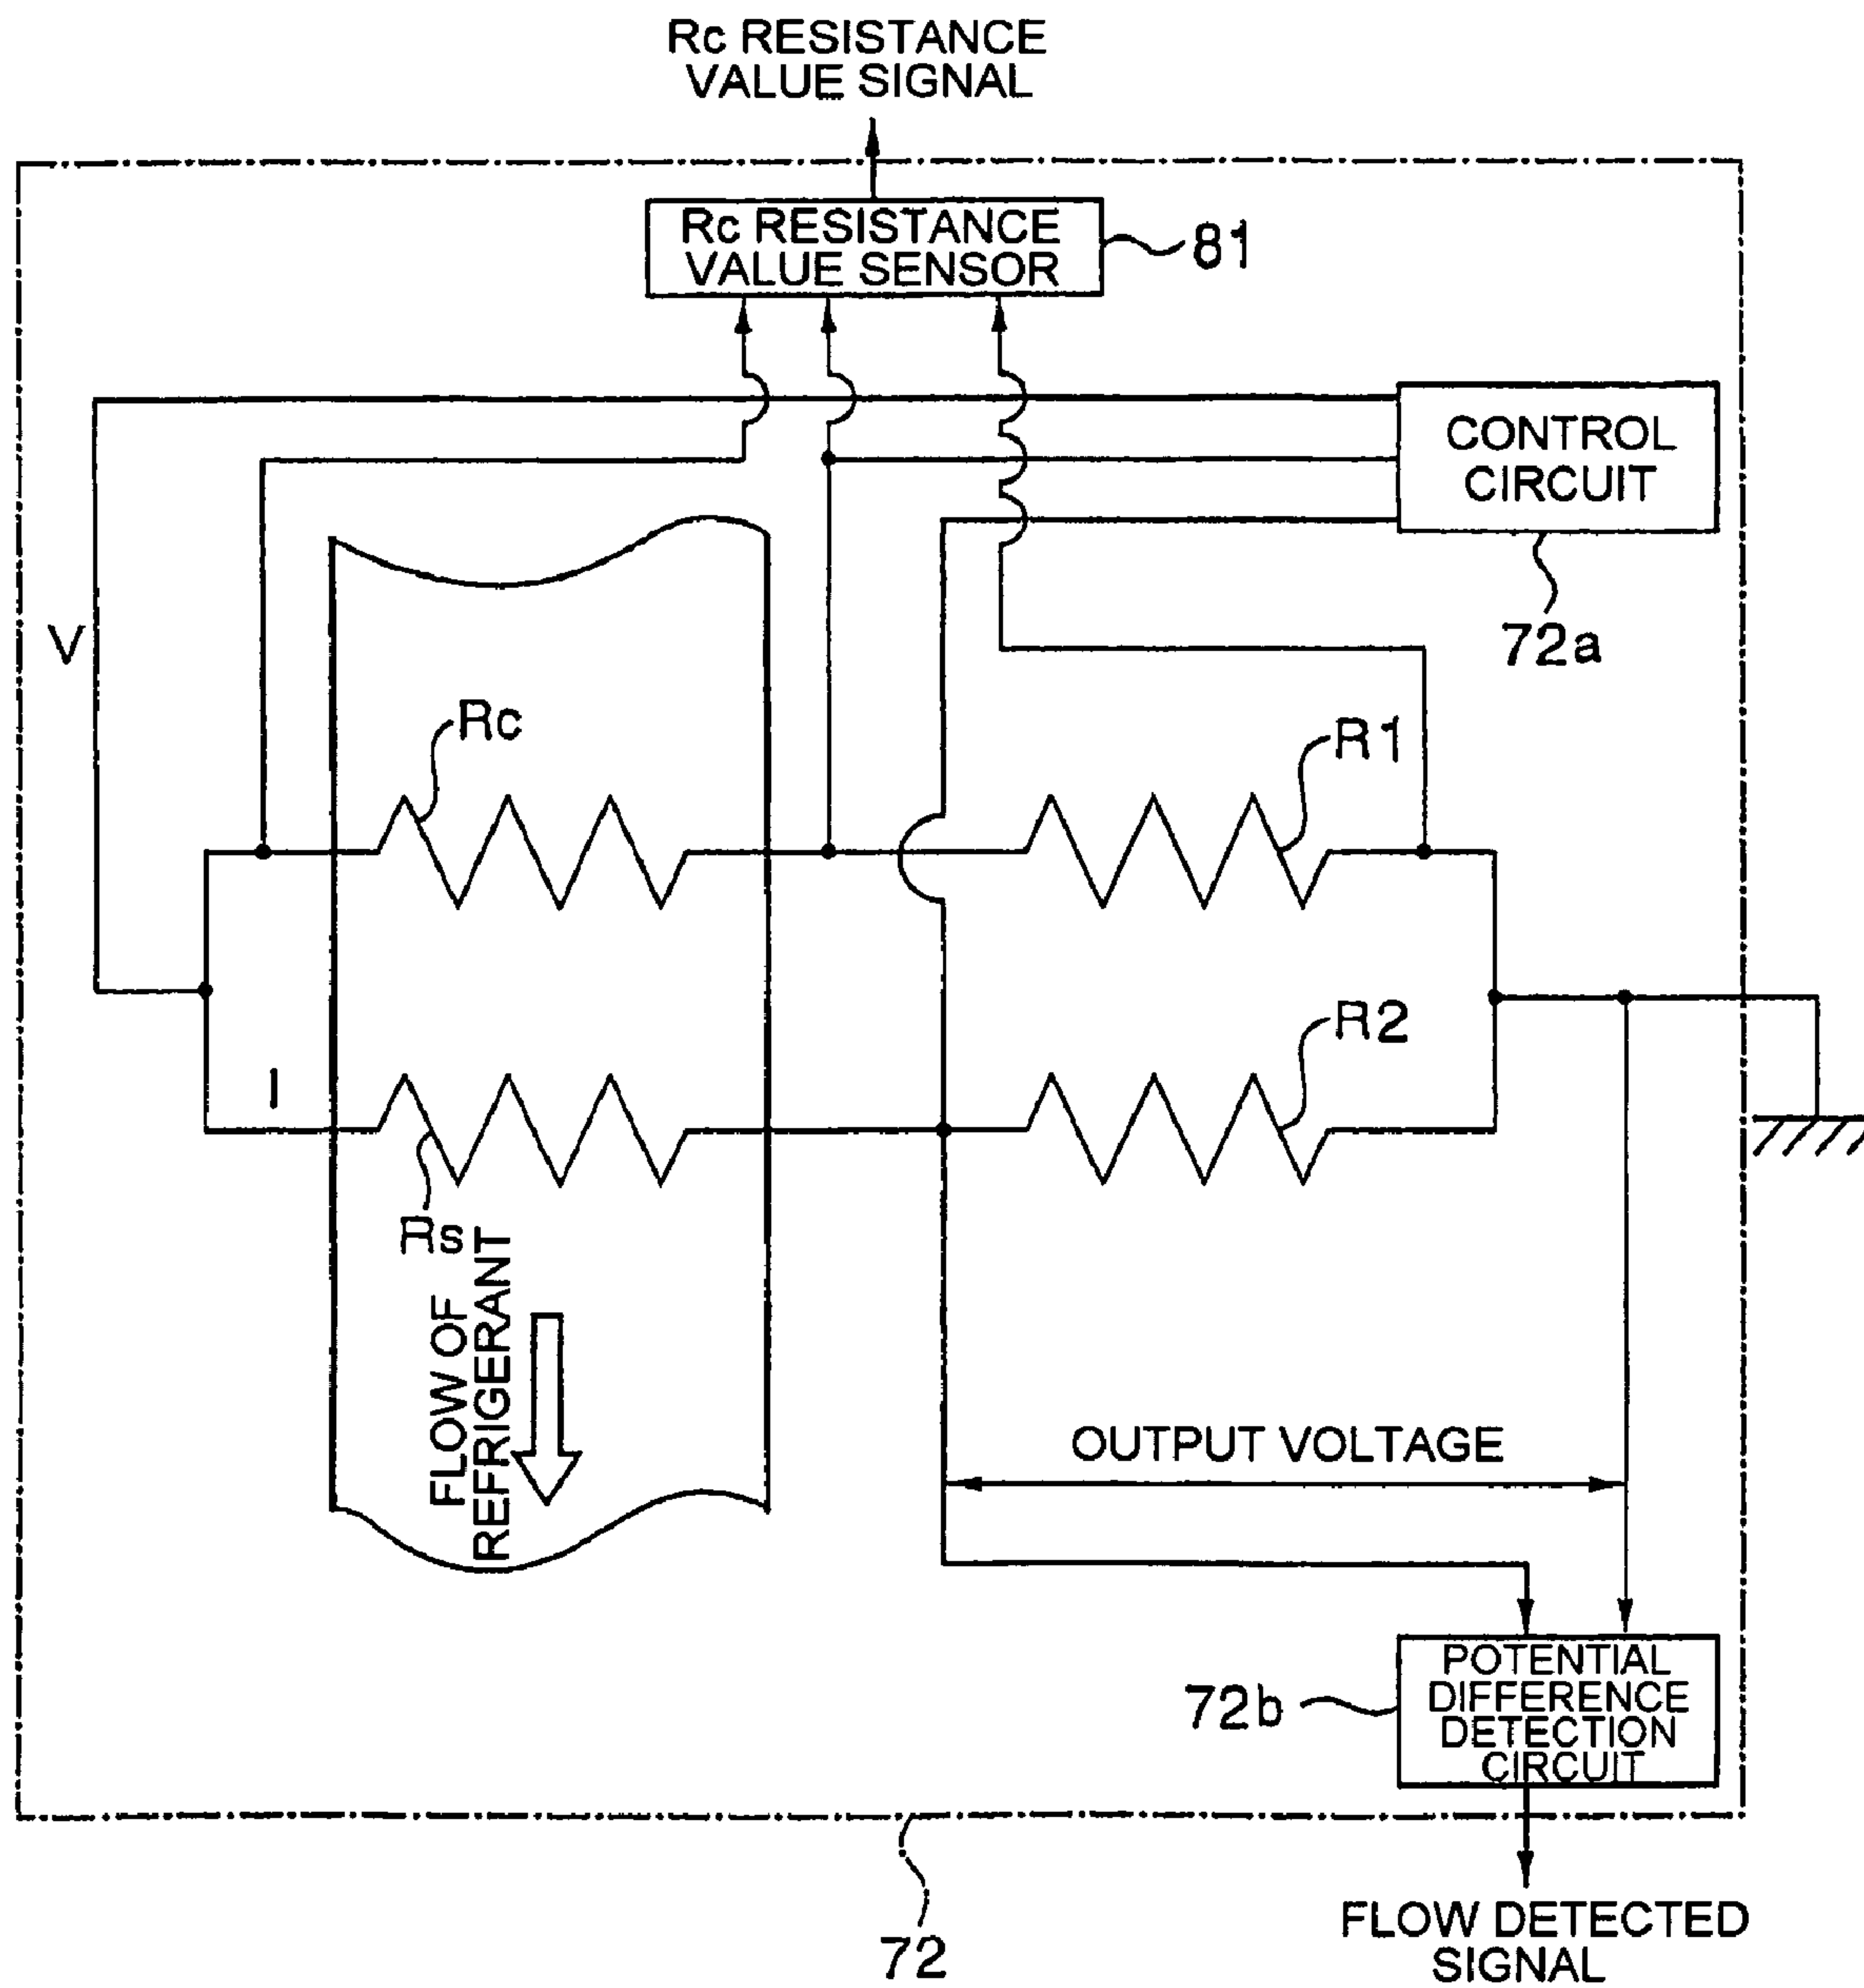 Rc RESISTANCE
VALUE SIGNAL
Rc RESISTANCE
VALUE SENSOR
81
CONTROL
CIRCUIT
72a
V
Rc
R1
R2
I
Rs
FLOW OF
REFRIGERANT
OUTPUT VOLTAGE
POTENTIAL
DIFFERENCE
DETECTION
CIRCUIT
72b
72
FLOW DETECTED
SIGNAL